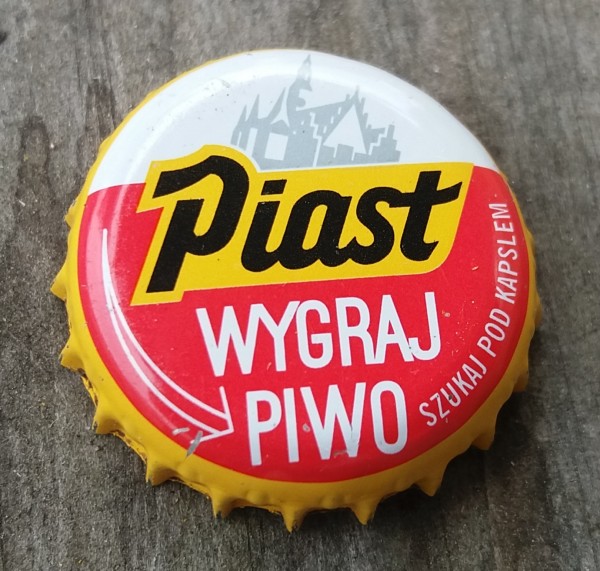 Piast
WYGRAJ
PIWO
SZUKAJ POD KAPSLEM